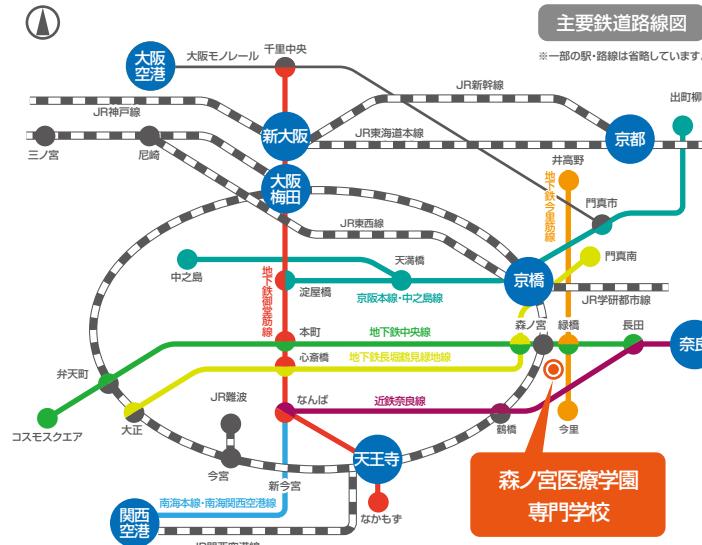 主要鉄道路線図
※一部の駅・路線は省略しています。
大阪
空港
大阪モノレール
千里中央
JR新幹線
出町柳
JR神戸線
新大阪
JR東海道本線
京都
三ノ宮
尼崎
大阪
梅田
井高野
地下鉄今里筋線
門真市
JR東西線
門真南
中之島
天満橋
京橋
地下鉄御堂筋線
淀屋橋
京阪本線・中之島線
JR学研都市線
本町
地下鉄中央線
森ノ宮
緑橋
長田
奈良
心斎橋
地下鉄長堀鶴見緑地線
弁天町
JR難波
なんば
近鉄奈良線
コスモスクエア
大正
鶴橋
今里
今宮
新今宮
天王寺
森ノ宮医療学園
専門学校
南海本線・南海関西空港線
なかもず
関西
空港
JR関西空港線